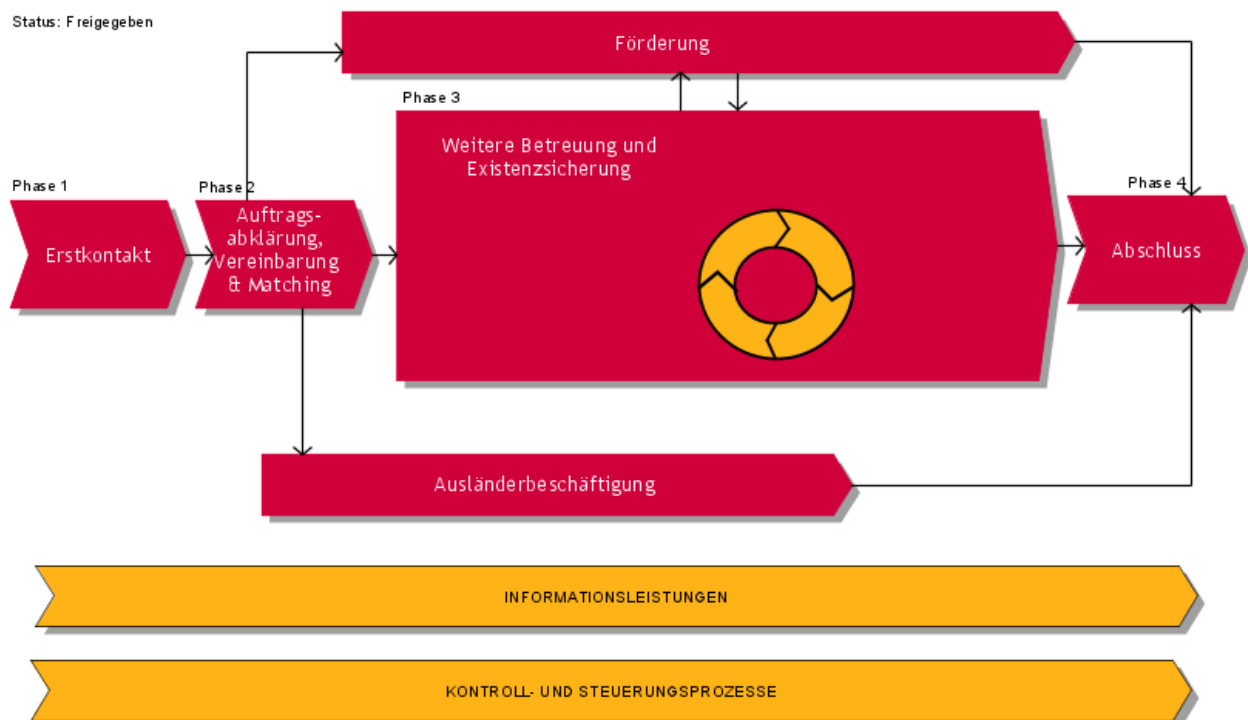 Status: Freigegeben
Förderung
Phase 3
Weitere Betreuung und
Existenzsicherung
Phase 1
Phase 2
Phase 4
Erstkontakt
Auftrags-
abklärung,
Vereinbarung
& Matching
Abschluss
Ausländerbeschäftigung
INFORMATIONSLEISTUNGEN
KONTROLL- UND STEUERUNGSPROZESSE